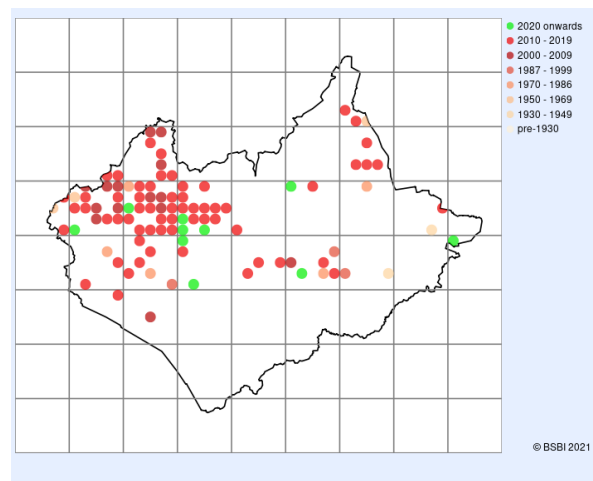 2020 onwards
2010 - 2019
2000 - 2009
1987 - 1999
1970 - 1986
1950 - 1969
1930 - 1949
pre-1930
© BSBI 2021